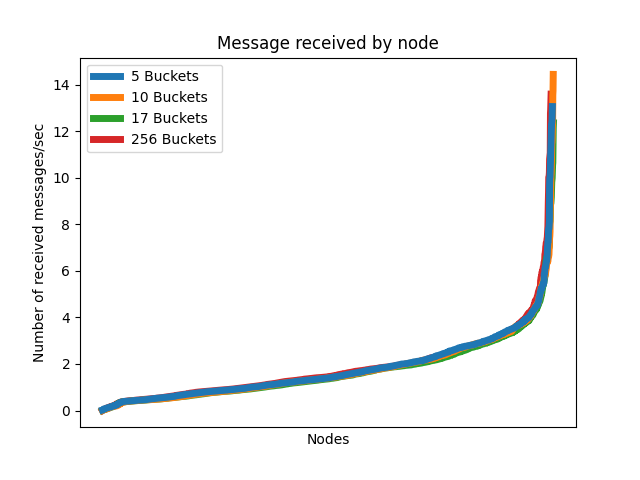 Message received by node
5 Buckets
10 Buckets
17 Buckets
256 Buckets
Number of received messages/sec
14
12
10
8
6
4
2
0
Nodes